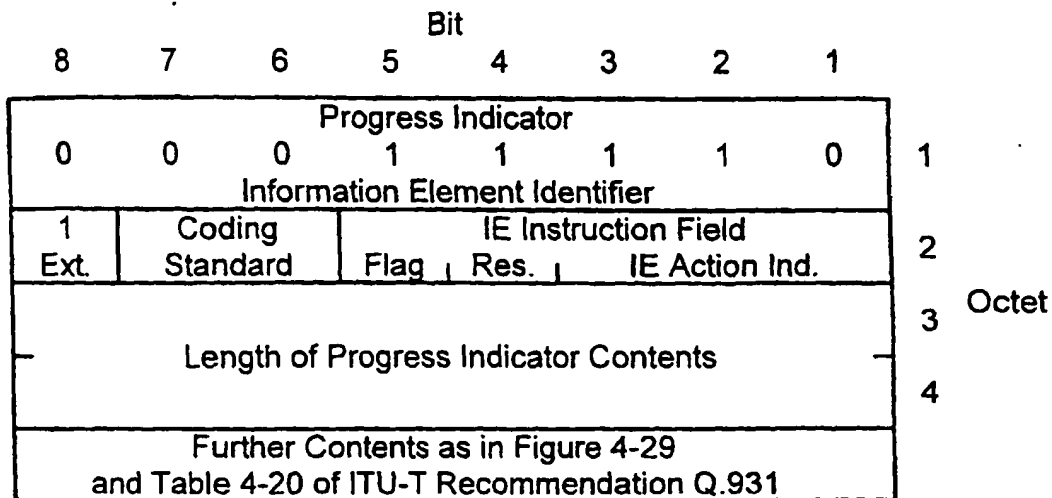 Bit
8 7 6 5 4 3 2 1
Progress Indicator
0 0 0 1 1 1 1 0 1
Information Element Identifier
1 Coding IE Instruction Field
Ext. Standard Flag Res. IE Action Ind. 2
Octet
3
Length of Progress Indicator Contents
4
Further Contents as in Figure 4-29
and Table 4-20 of ITU-T Recommendation Q.931